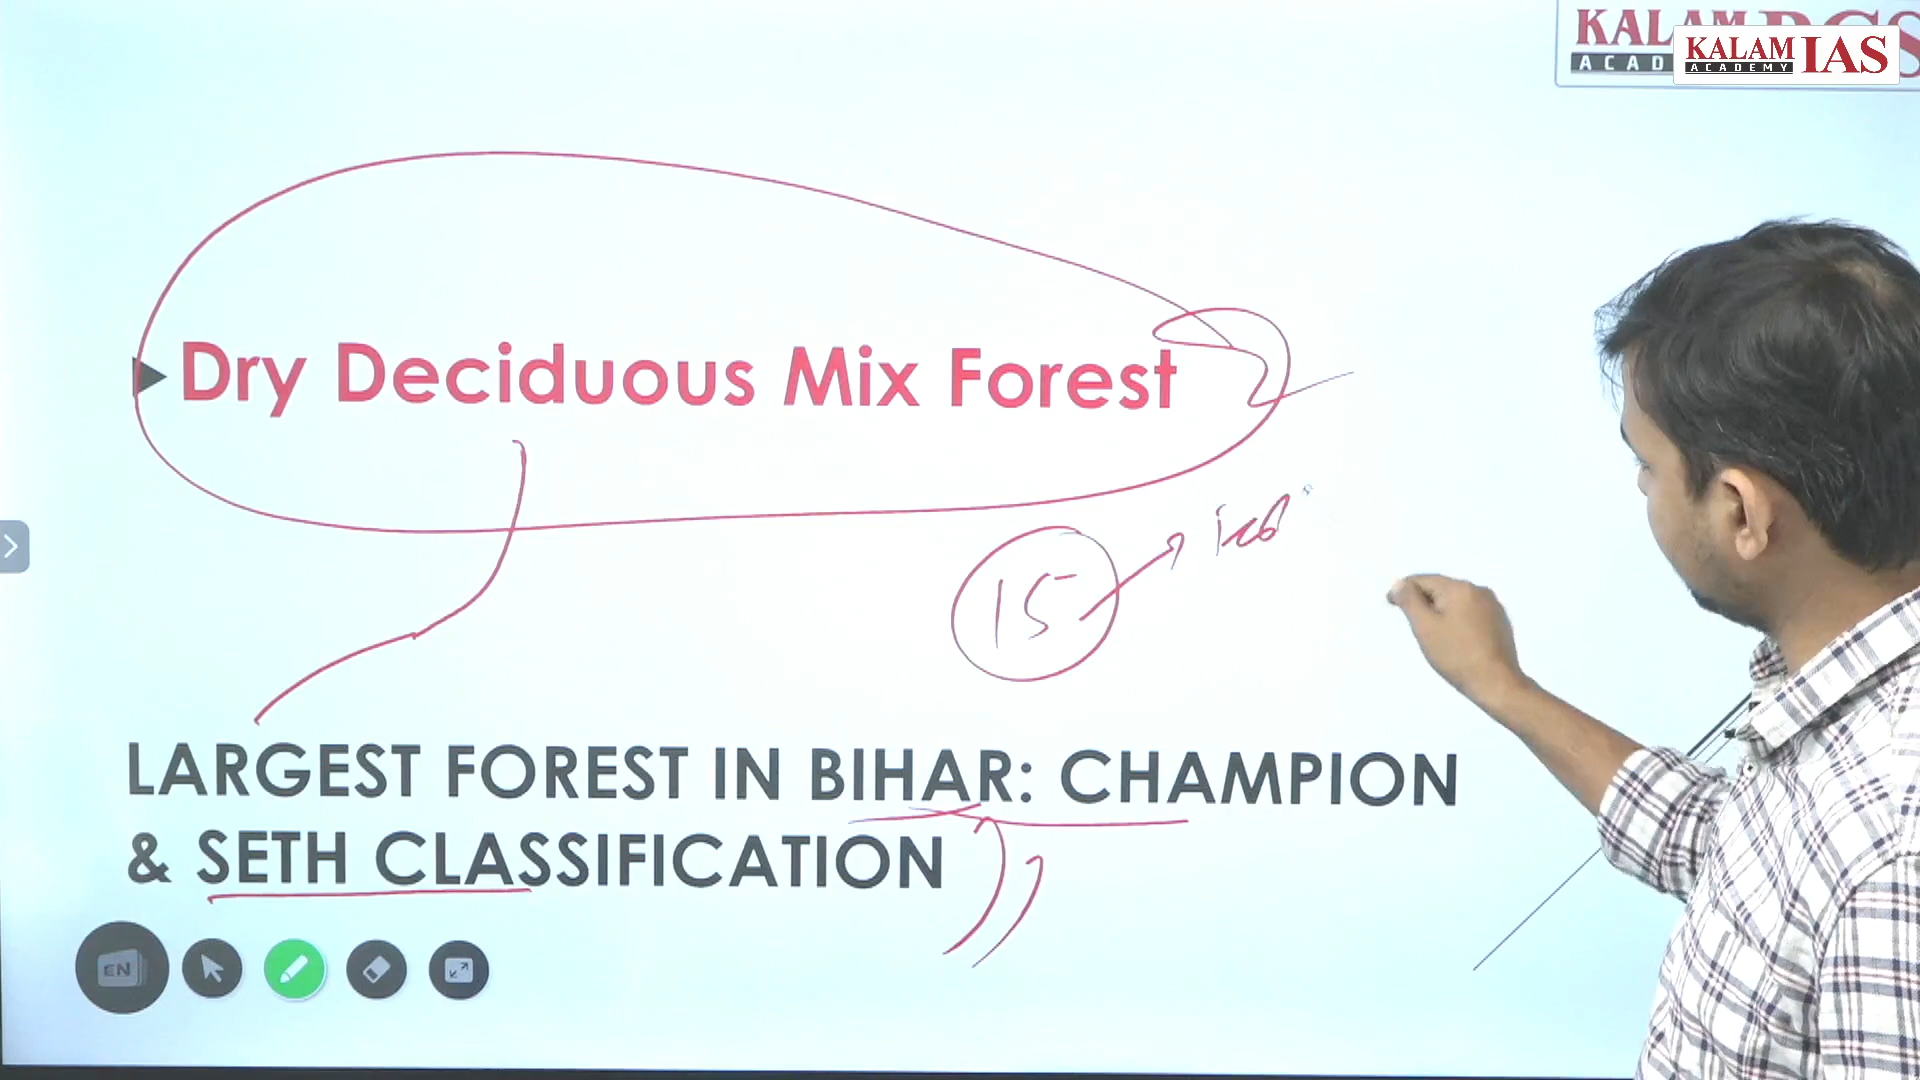 KALAM IAS
ACADEMY
Dry Deciduous Mix Forest
15
LARGEST FOREST IN BIHAR: CHAMPION
& SETH CLASSIFICATION
EN